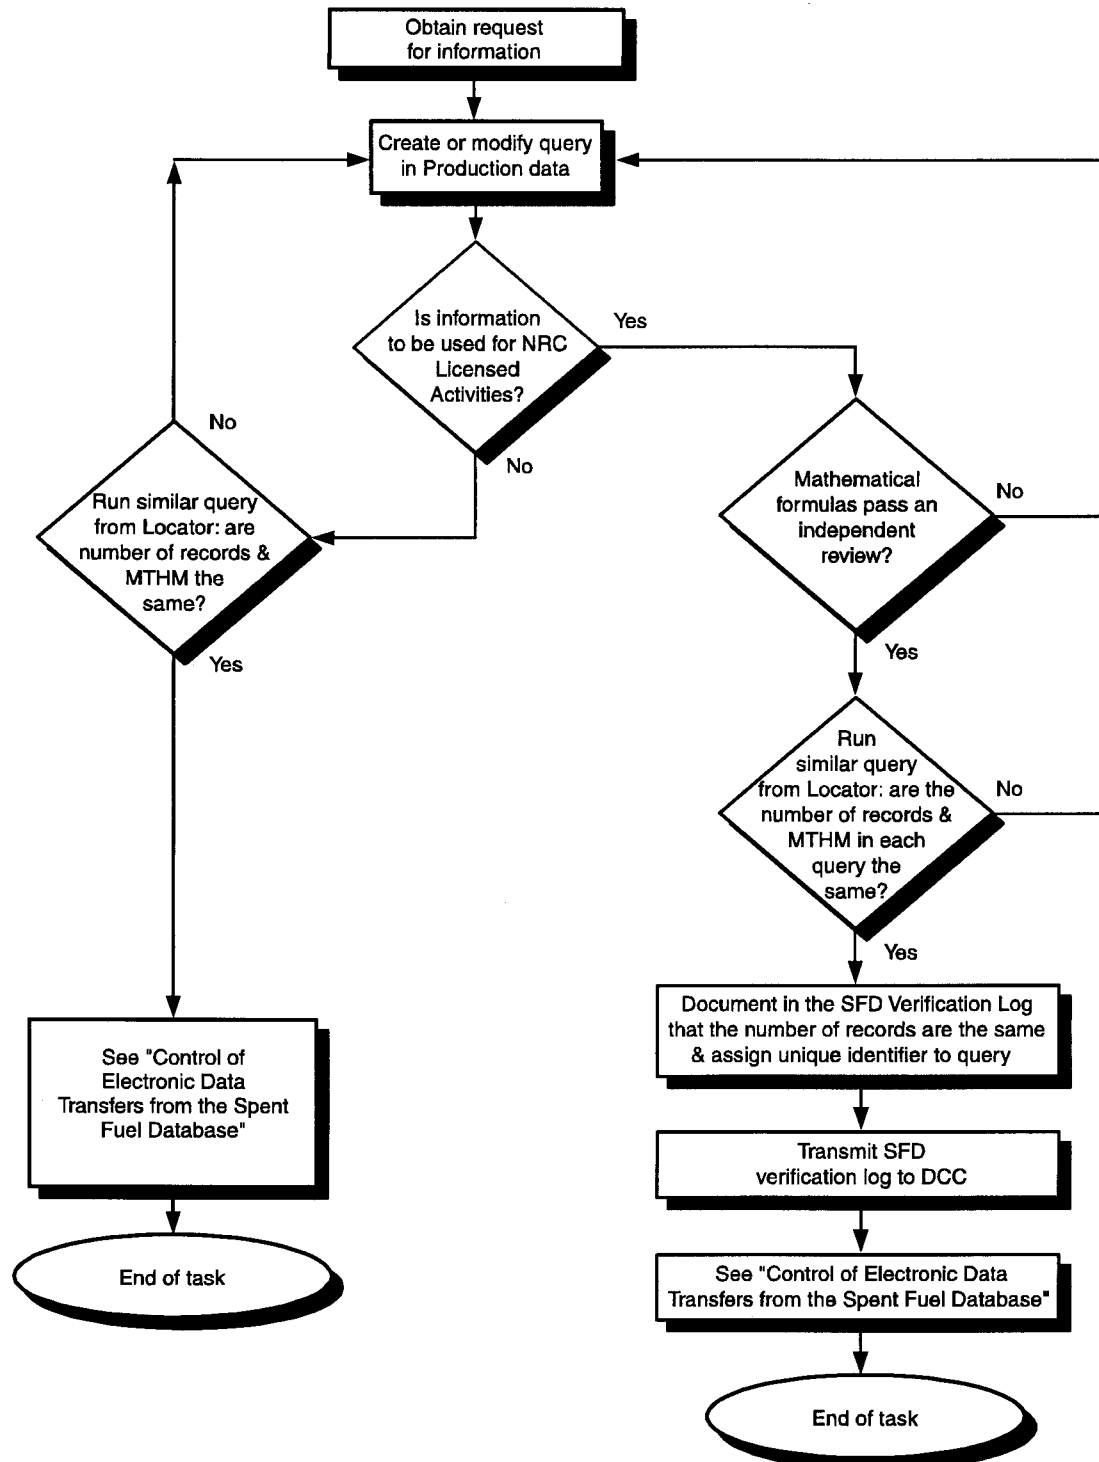 Obtain request
for information
Create or modify query
in Production data
Is information
to be used for NRC
Licensed
Activities?
Yes
No
No
Run similar query
from Locator: are
number of records &
MTHM the
same?
Yes
Mathematical
formulas pass an
independent
review?
No
Yes
Run
similar query
from Locator: are the
number of records &
MTHM in each
query the
same?
No
Yes
See "Control of
Electronic Data
Transfers from the Spent
Fuel Database"
End of task
Document in the SFD Verification Log
that the number of records are the same
& assign unique identifier to query
Transmit SFD
verification log to DCC
See "Control of Electronic Data
Transfers from the Spent Fuel Database"
End of task